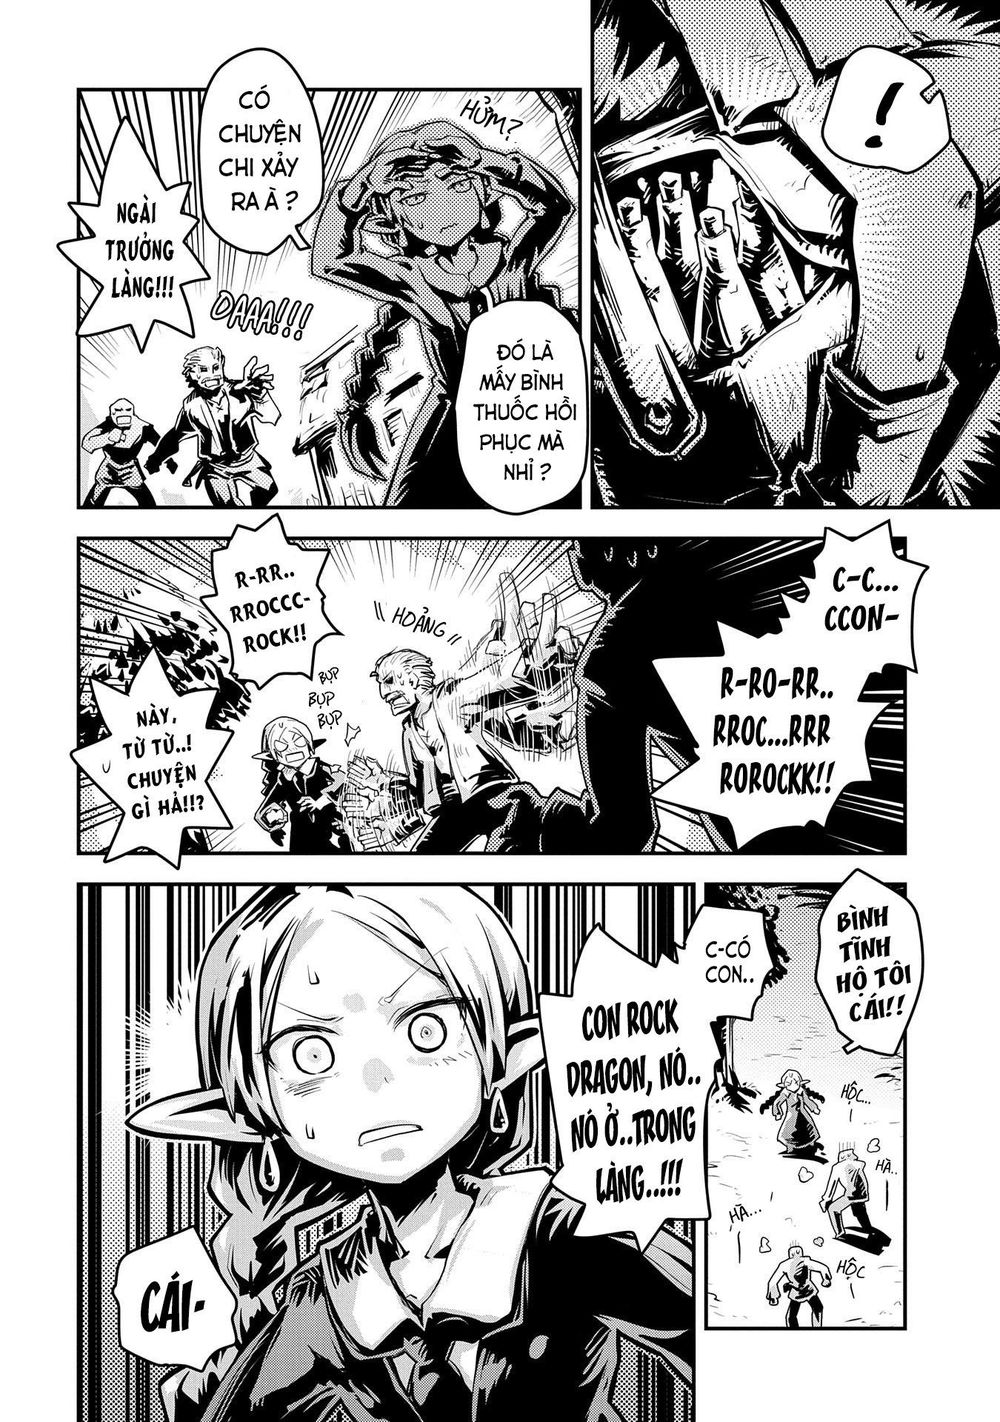 !
HỬM?
CÓ
CHUYỆN
CHI XẢY
RA À ?
ĐÓ LÀ
MẤY BÌNH
THUỐC HỒI
PHỤC MÀ
NHỈ ?
NGÀI
TRƯỞNG
LÀNG!!!
DAAA!!!
C-C...
CCON-
R-RO-RR..
RROC...RRR
ROROCKK!!
HOẢNG
R-RR..
RROCCC-
ROCK!!
BỤP
BỤP
BỤP
NÀY,
TỪ TỪ..!
CHUYỆN
GÌ HẢ!!?
BÌNH
TĨNH
HỘ TÔI
CÁI!!
C-CÓ
CON..
HỘC...
HÀ..
HÀ...
HỘC
CON ROCK
DRAGON, NÓ..
NÓ Ở..TRONG
LÀNG...!!!
CÁI-